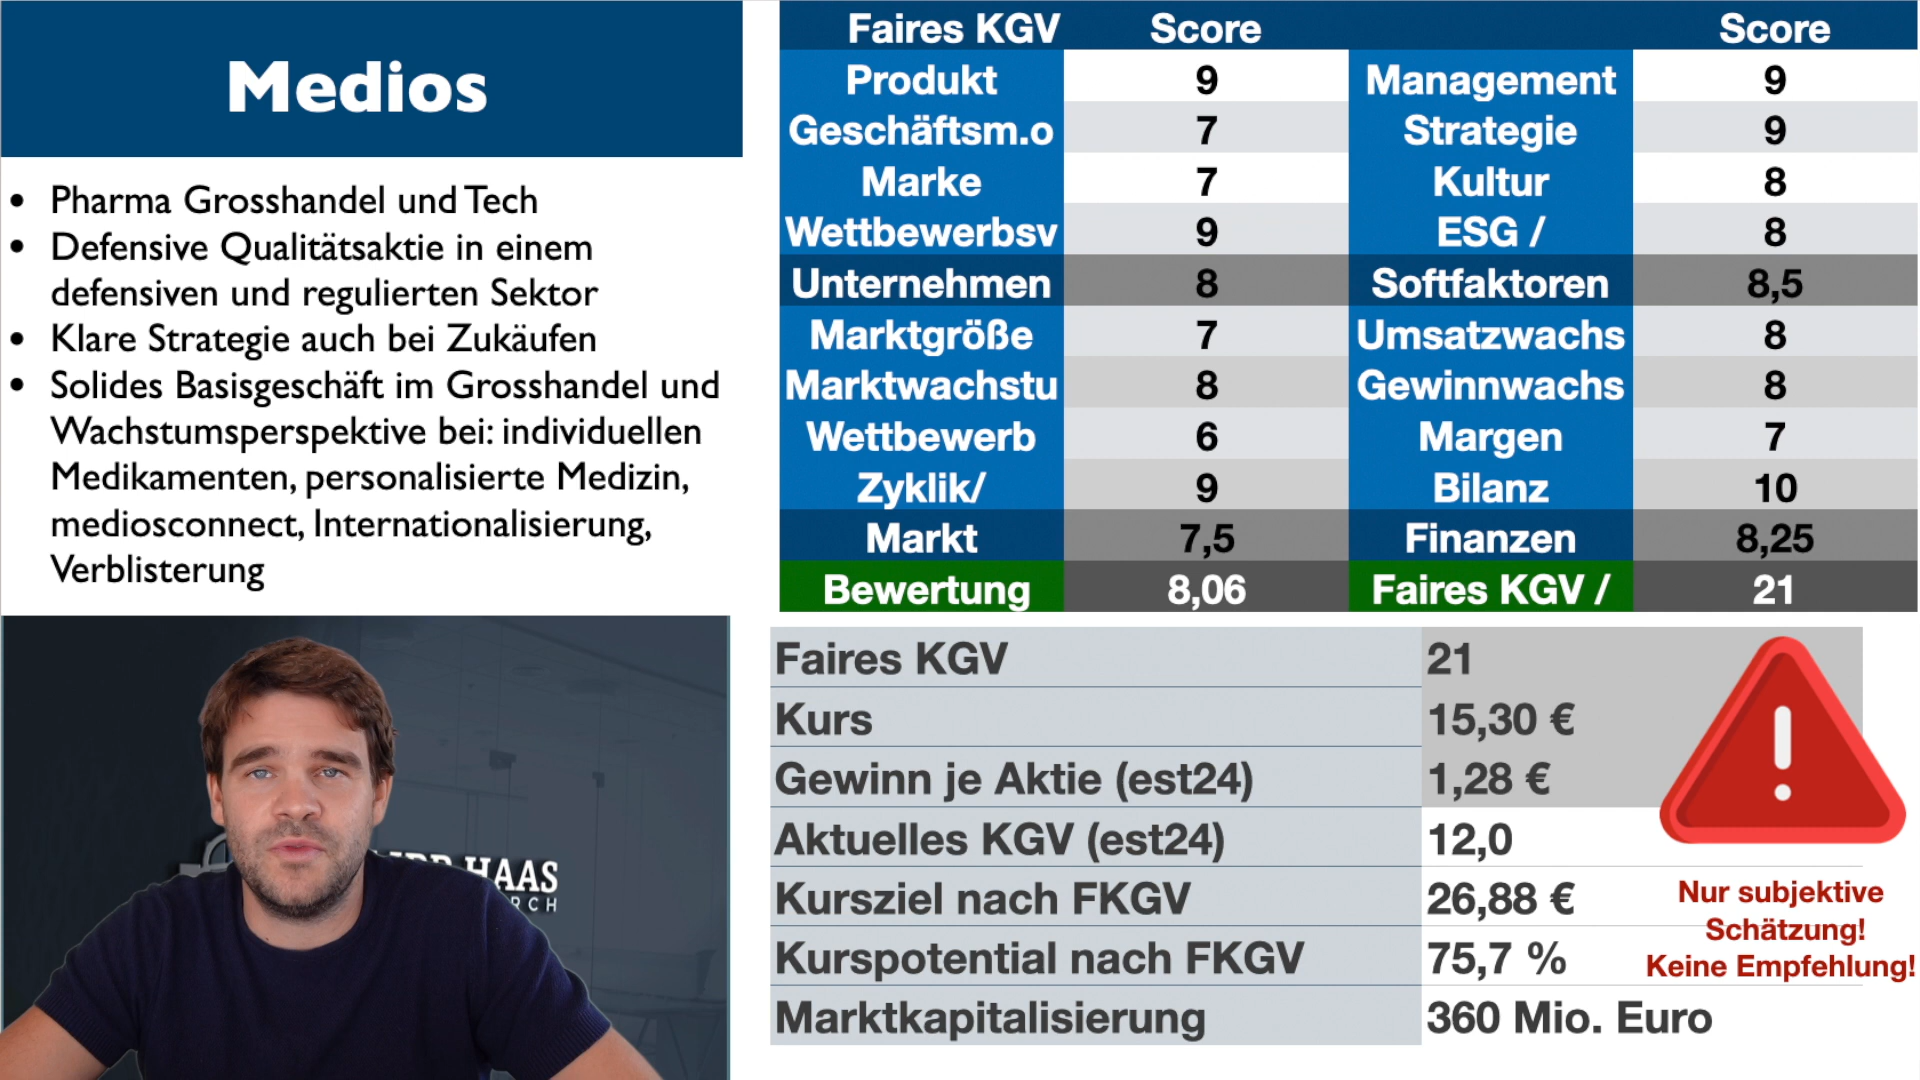 Medios
• Pharma Grosshandel und Tech
• Defensive Qualitätsaktie in einem
defensiven und regulierten Sektor
• Klare Strategie auch bei Zukäufen
• Solides Basisgeschäft im Grosshandel und
Wachstumsperspektive bei: individuellen
Medikamenten, personalisierte Medizin,
mediosconnect, Internationalisierung,
Verblisterung
Faires KGV Score Score
Produkt 9 Management 9
Geschäftsm.o 7 Strategie 9
Marke 7 Kultur 8
Wettbewerbsv 9 ESG / 8
Unternehmen 8 Softfaktoren 8,5
Marktgröße 7 Umsatzwachs 8
Marktwachstu 8 Gewinnwachs 8
Wettbewerb 6 Margen 7
Zyklik/ 9 Bilanz 10
Markt 7,5 Finanzen 8,25
Bewertung 8,06 Faires KGV / 21
Faires KGV 21
Kurs 15,30 €
Gewinn je Aktie (est24) 1,28 €
Aktuelles KGV (est24) 12,0
Kursziel nach FKGV 26,88 €
Kurspotential nach FKGV 75,7 %
Marktkapitalisierung 360 Mio. Euro
Nur subjektive
Schätzung!
Keine Empfehlung!
HAAS